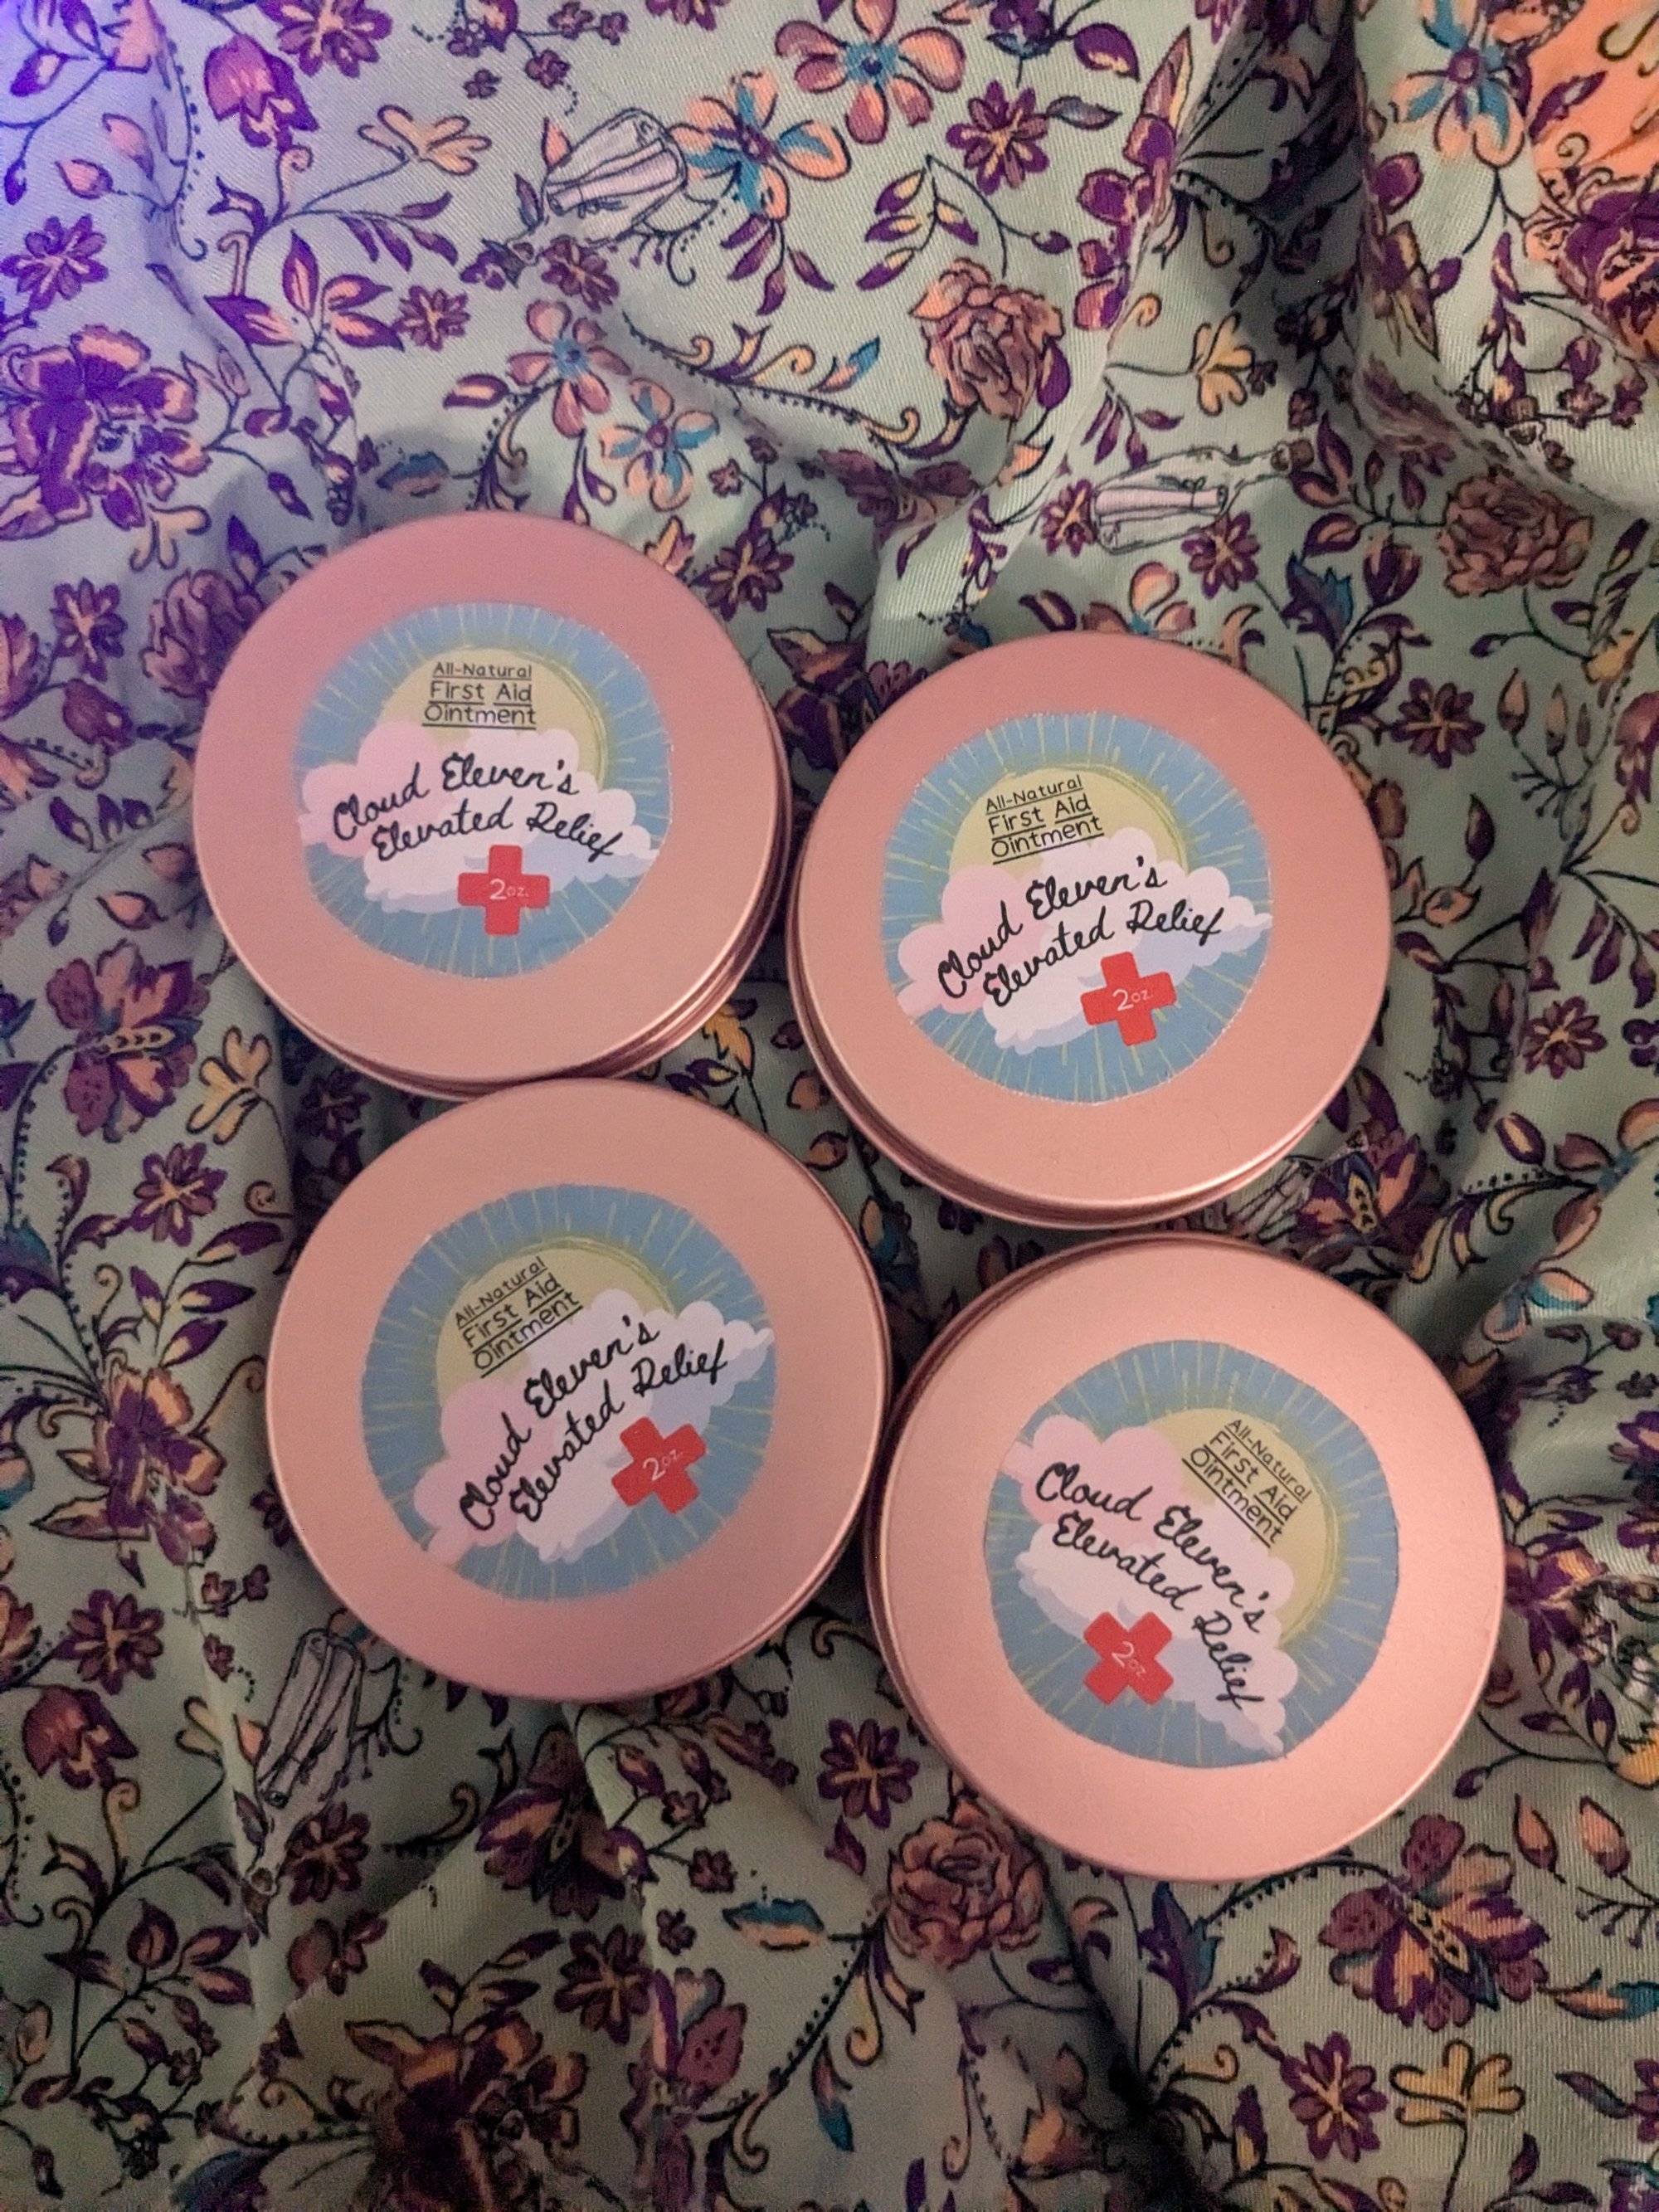 All-Natural
First Aid
Ointment
Cloud Eleven's
Elevated Relief
2oz.
All-Natural
First Aid
Ointment
Cloud Eleven's
Elevated Relief
2oz.
All-Natural
First Aid
Ointment
Cloud Eleven's
Elevated Relief
2oz.
All-Natural
First Aid
Ointment
Cloud Eleven's
Elevated Relief
2oz.